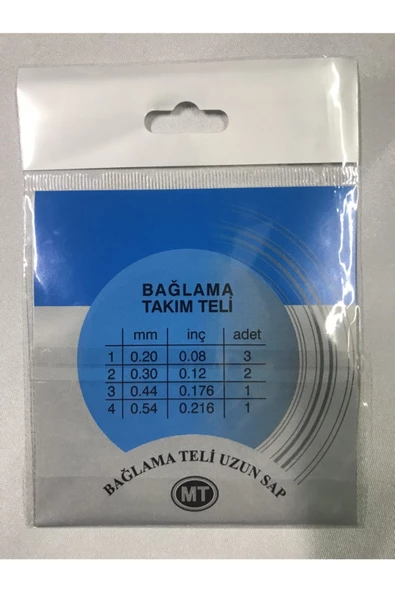 BAĞLAMA
TAKIM TELİ
mm inç adet
1 0.20 0.08 3
2 0.30 0.12 2
3 0.44 0.176 1
4 0.54 0.216 1
BAĞLAMA TELİ UZUN SAP
MT